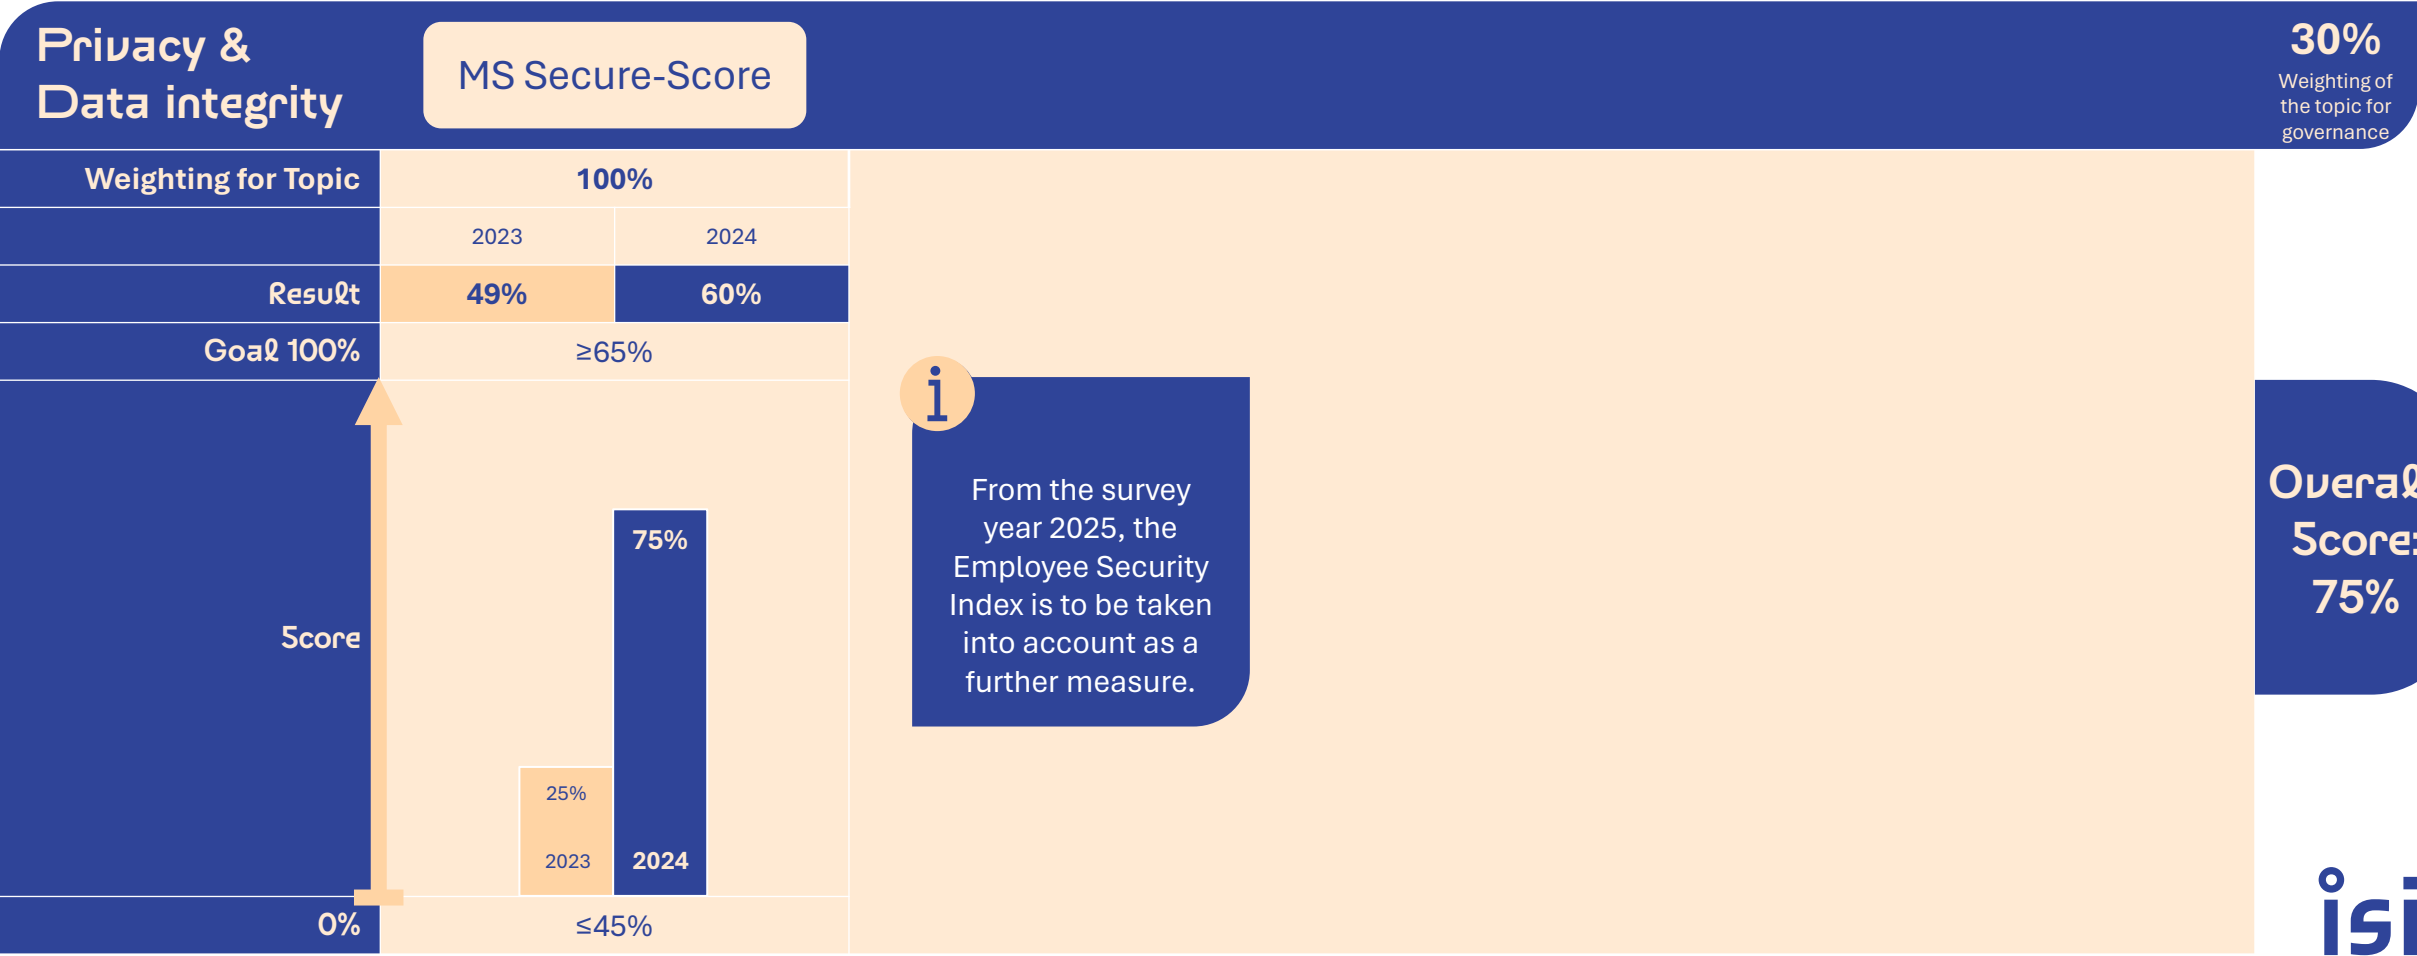 Privacy &
Data integrity
MS Secure-Score
30%
Weighting of
the topic for
governance
Weighting for Topic
100%
2023
2024
Result
49%
60%
Goal 100%
≥65%
Score
75%
25%
2023
2024
0%
≤45%
i
From the survey
year 2025, the
Employee Security
Index is to be taken
into account as a
further measure.
Overall
Score:
75%
isi